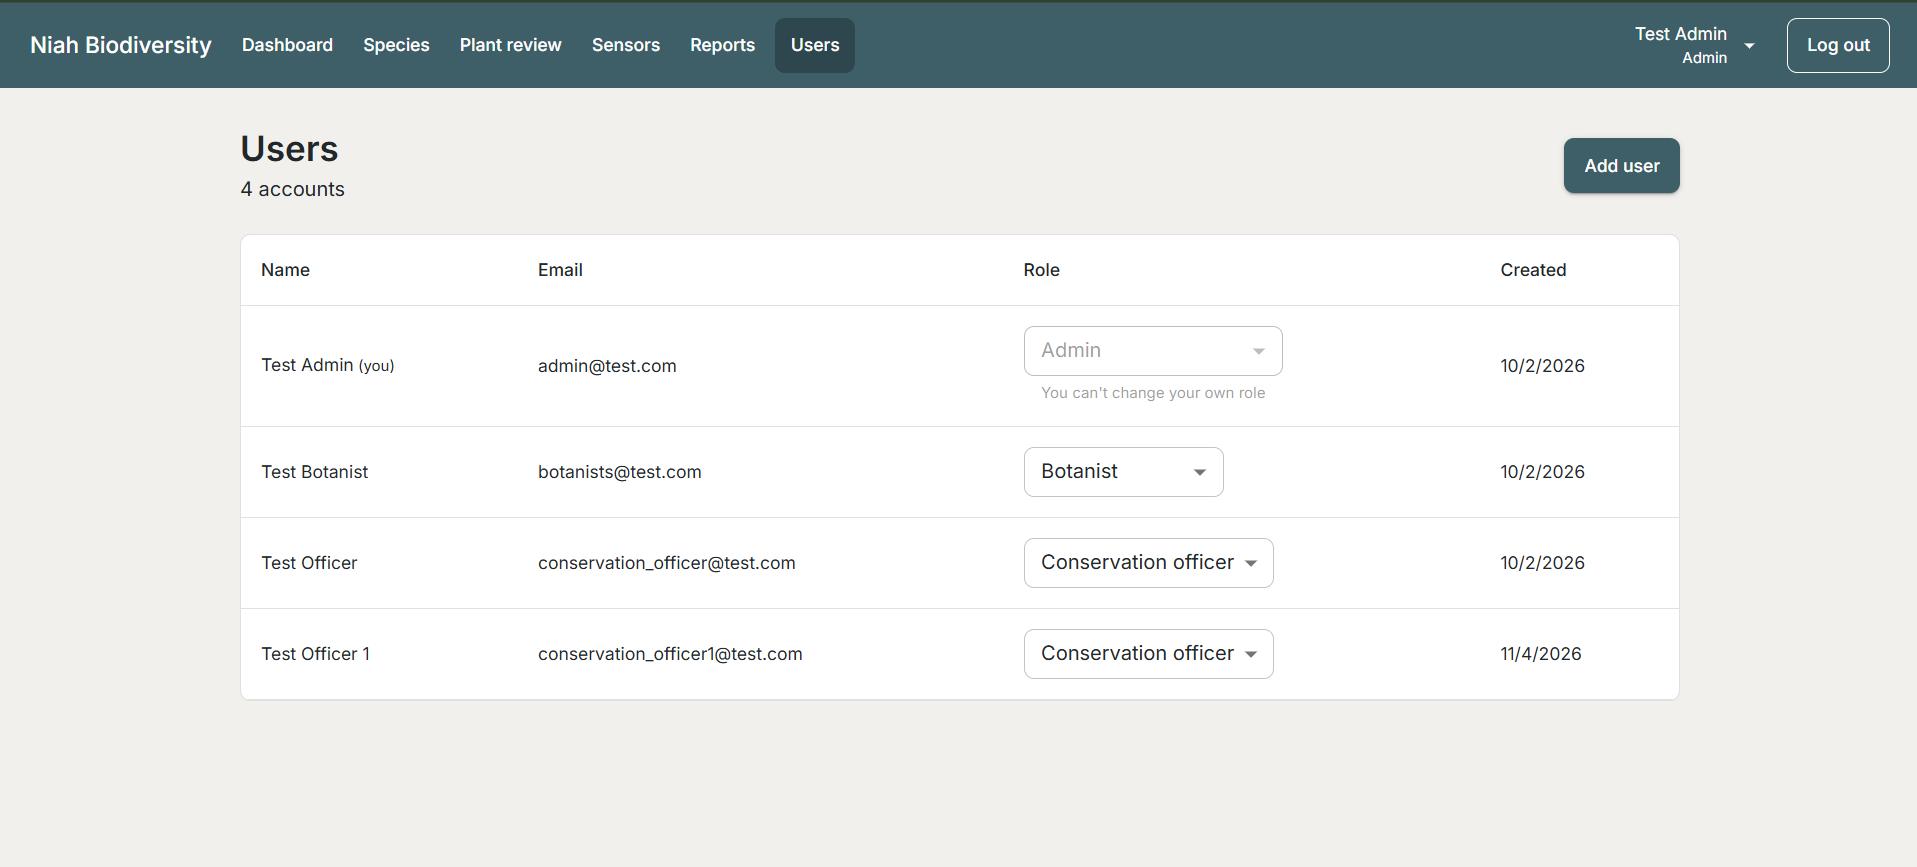 Niah Biodiversity Dashboard Species Plant review Sensors Reports Users Test Admin Admin Log out
Users
4 accounts
Add user
Name Email Role Created
Test Admin (you) admin@test.com Admin 10/2/2026
You can't change your own role
Test Botanist botanists@test.com Botanist 10/2/2026
Test Officer conservation_officer@test.com Conservation officer 10/2/2026
Test Officer 1 conservation_officer1@test.com Conservation officer 11/4/2026